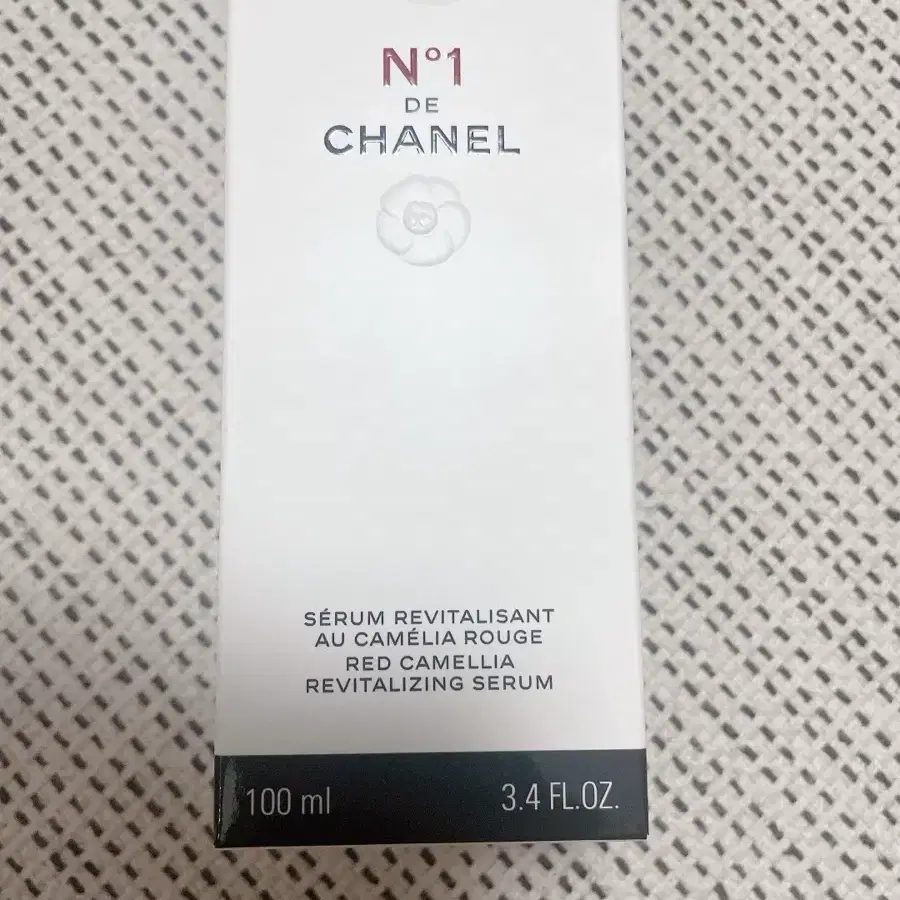 N°1
DE
CHANEL
SÉRUM REVITALISANT
AU CAMÉLIA ROUGE
RED CAMELLIA
REVITALIZING SERUM
100 ml 3.4 FL.OZ.